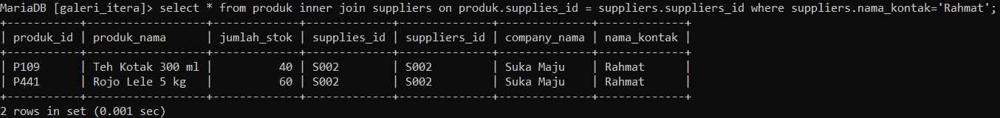 MariaDB [galeri_itera]> select * from produk inner join suppliers on produk.supplies_id = suppliers.suppliers_id where suppliers.nama_kontak='Rahmat';
+-----------+------------------+-------------+-------------+--------------+--------------+-------------+
| produk_id | produk_nama      | jumlah_stok | supplies_id | suppliers_id | company_nama | nama_kontak |
+-----------+------------------+-------------+-------------+--------------+--------------+-------------+
| P109      | Teh Kotak 300 ml |          40 | S002        | S002         | Suka Maju    | Rahmat      |
| P441      | Rojo Lele 5 kg   |          60 | S002        | S002         | Suka Maju    | Rahmat      |
+-----------+------------------+-------------+-------------+--------------+--------------+-------------+
2 rows in set (0.001 sec)